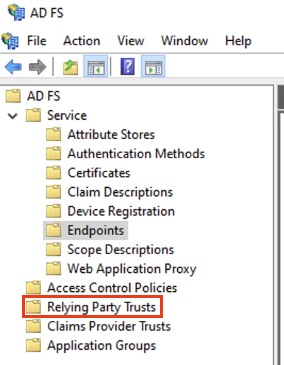 AD FS
File Action View Window Help
AD FS
Service
Attribute Stores
Authentication Methods
Certificates
Claim Descriptions
Device Registration
Endpoints
Scope Descriptions
Web Application Proxy
Access Control Policies
Relying Party Trusts
Claims Provider Trusts
Application Groups